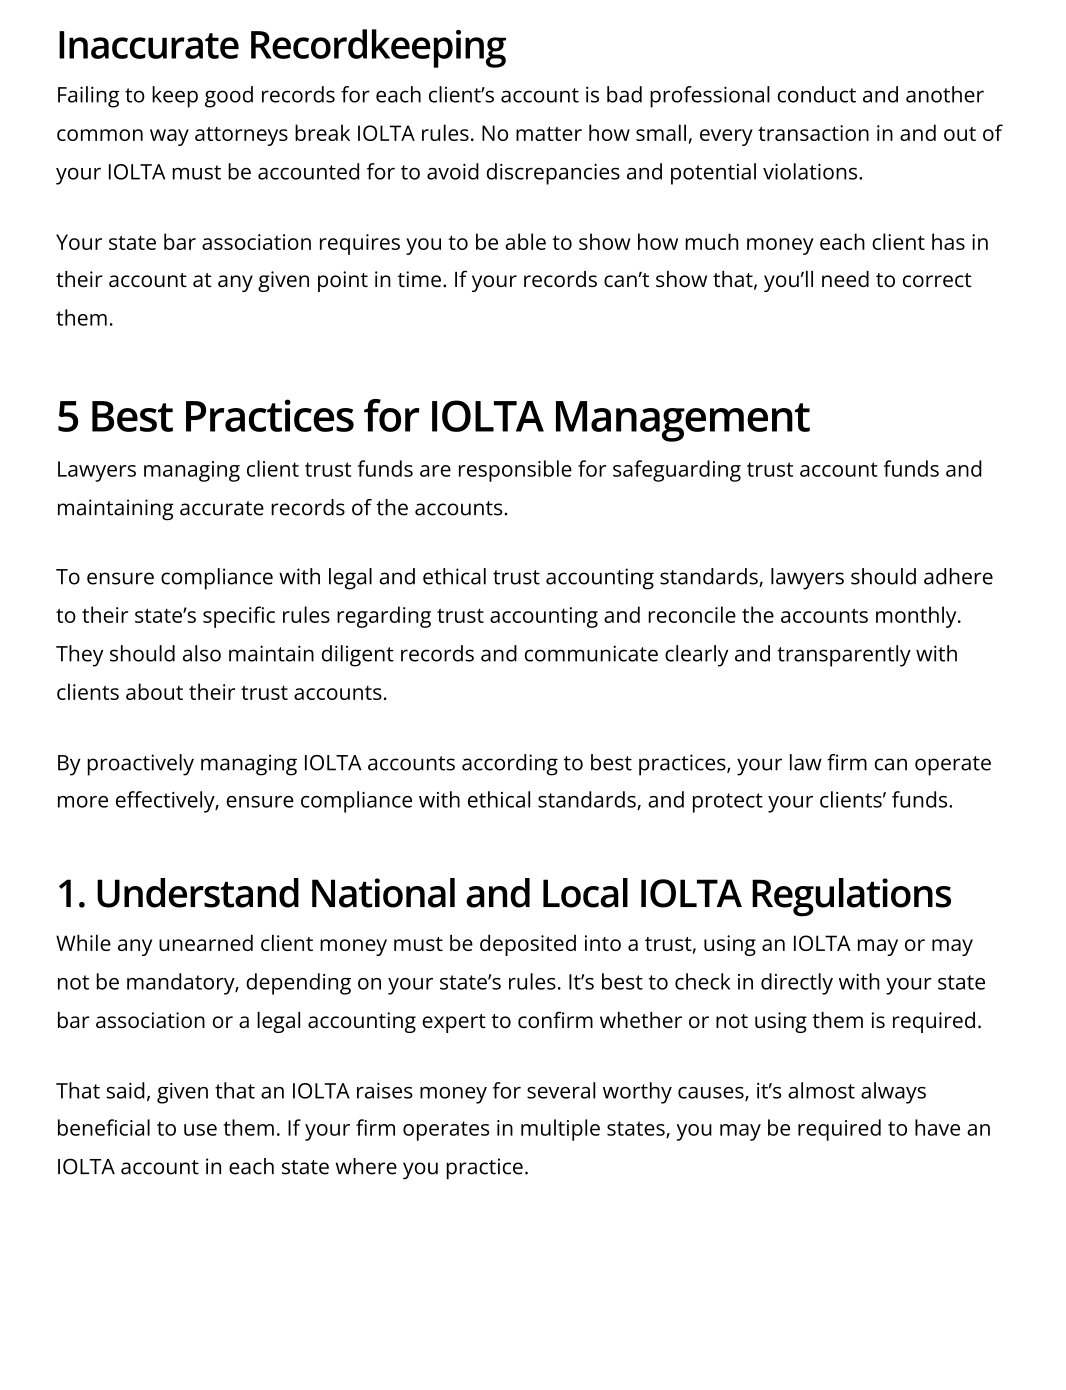 Inaccurate Recordkeeping
Failing to keep good records for each client’s account is bad professional conduct and another
common way attorneys break IOLTA rules. No matter how small, every transaction in and out of
your IOLTA must be accounted for to avoid discrepancies and potential violations.
Your state bar association requires you to be able to show how much money each client has in
their account at any given point in time. If your records can’t show that, you’ll need to correct
them.
5 Best Practices for IOLTA Management
Lawyers managing client trust funds are responsible for safeguarding trust account funds and
maintaining accurate records of the accounts.
To ensure compliance with legal and ethical trust accounting standards, lawyers should adhere
to their state’s specific rules regarding trust accounting and reconcile the accounts monthly.
They should also maintain diligent records and communicate clearly and transparently with
clients about their trust accounts.
By proactively managing IOLTA accounts according to best practices, your law firm can operate
more effectively, ensure compliance with ethical standards, and protect your clients’ funds.
1. Understand National and Local IOLTA Regulations
While any unearned client money must be deposited into a trust, using an IOLTA may or may
not be mandatory, depending on your state’s rules. It’s best to check in directly with your state
bar association or a legal accounting expert to confirm whether or not using them is required.
That said, given that an IOLTA raises money for several worthy causes, it’s almost always
beneficial to use them. If your firm operates in multiple states, you may be required to have an
IOLTA account in each state where you practice.